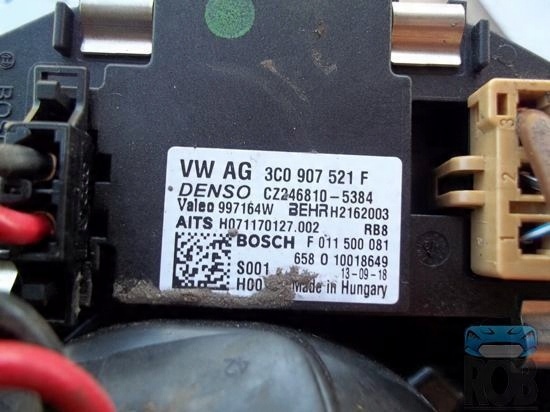 VW AG 3C0 907 521 F
DENSO CZ246810-5384
Valeo 997164W BEHR H2162003
AITS H071170127.002 RB8
BOSCH F 011 500 081
658 0 10018649
S001 13-09-18
H00 Made in Hungary
ROB